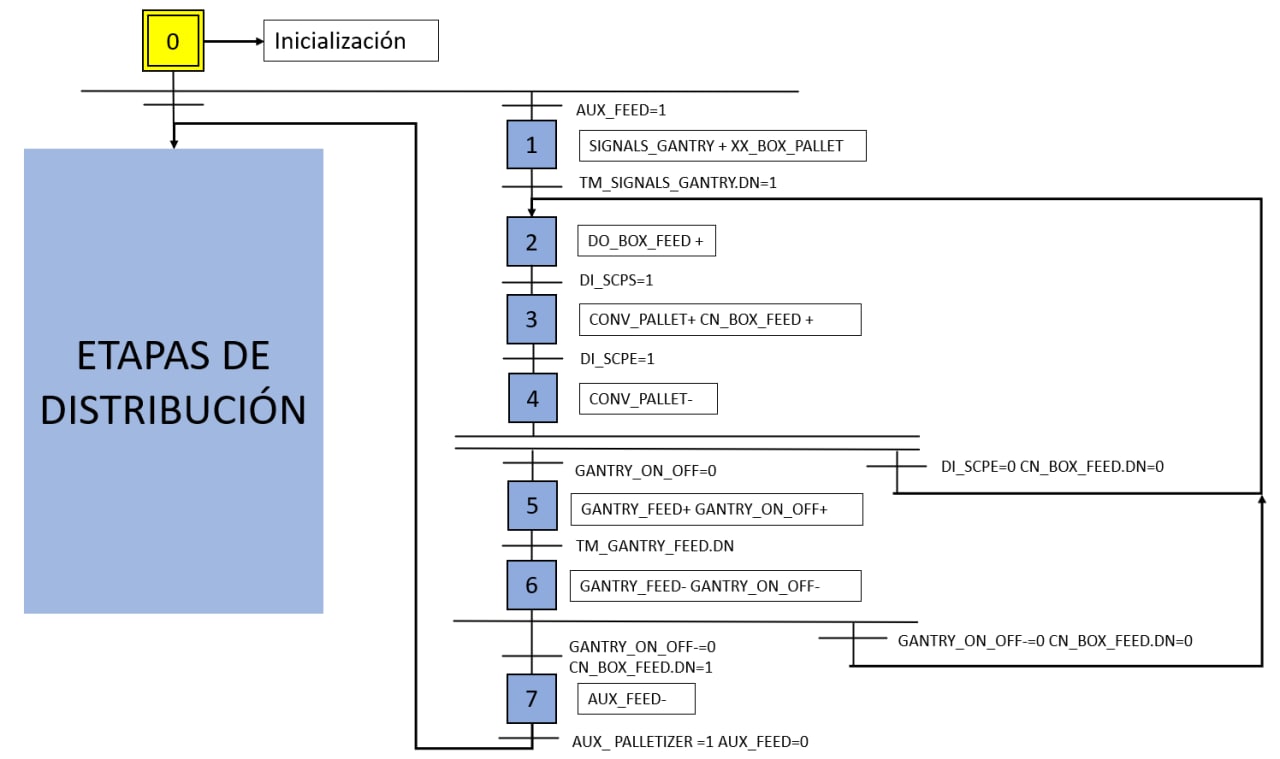 0
Inicialización
AUX_FEED=1
1
SIGNALS_GANTRY + XX_BOX_PALLET
TM_SIGNALS_GANTRY.DN=1
2
DO_BOX_FEED +
DI_SCPS=1
3
CONV_PALLET+ CN_BOX_FEED +
DI_SCPE=1
4
CONV_PALLET-
ETAPAS DE
DISTRIBUCIÓN
GANTRY_ON_OFF=0
DI_SCPE=0 CN_BOX_FEED.DN=0
5
GANTRY_FEED+ GANTRY_ON_OFF+
TM_GANTRY_FEED.DN
6
GANTRY_FEED- GANTRY_ON_OFF-
GANTRY_ON_OFF-=0
CN_BOX_FEED.DN=1
GANTRY_ON_OFF-=0 CN_BOX_FEED.DN=0
7
AUX_FEED-
AUX_ PALLETIZER =1 AUX_FEED=0